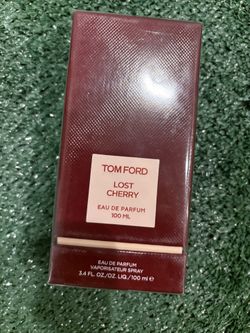 TOM FORD
LOST
CHERRY
EAU DE PARFUM
100 ML
EAU DE PARFUM
VAPORISATEUR SPRAY
3.4 FL.OZ./OZ. LIQ./100 ml ℮